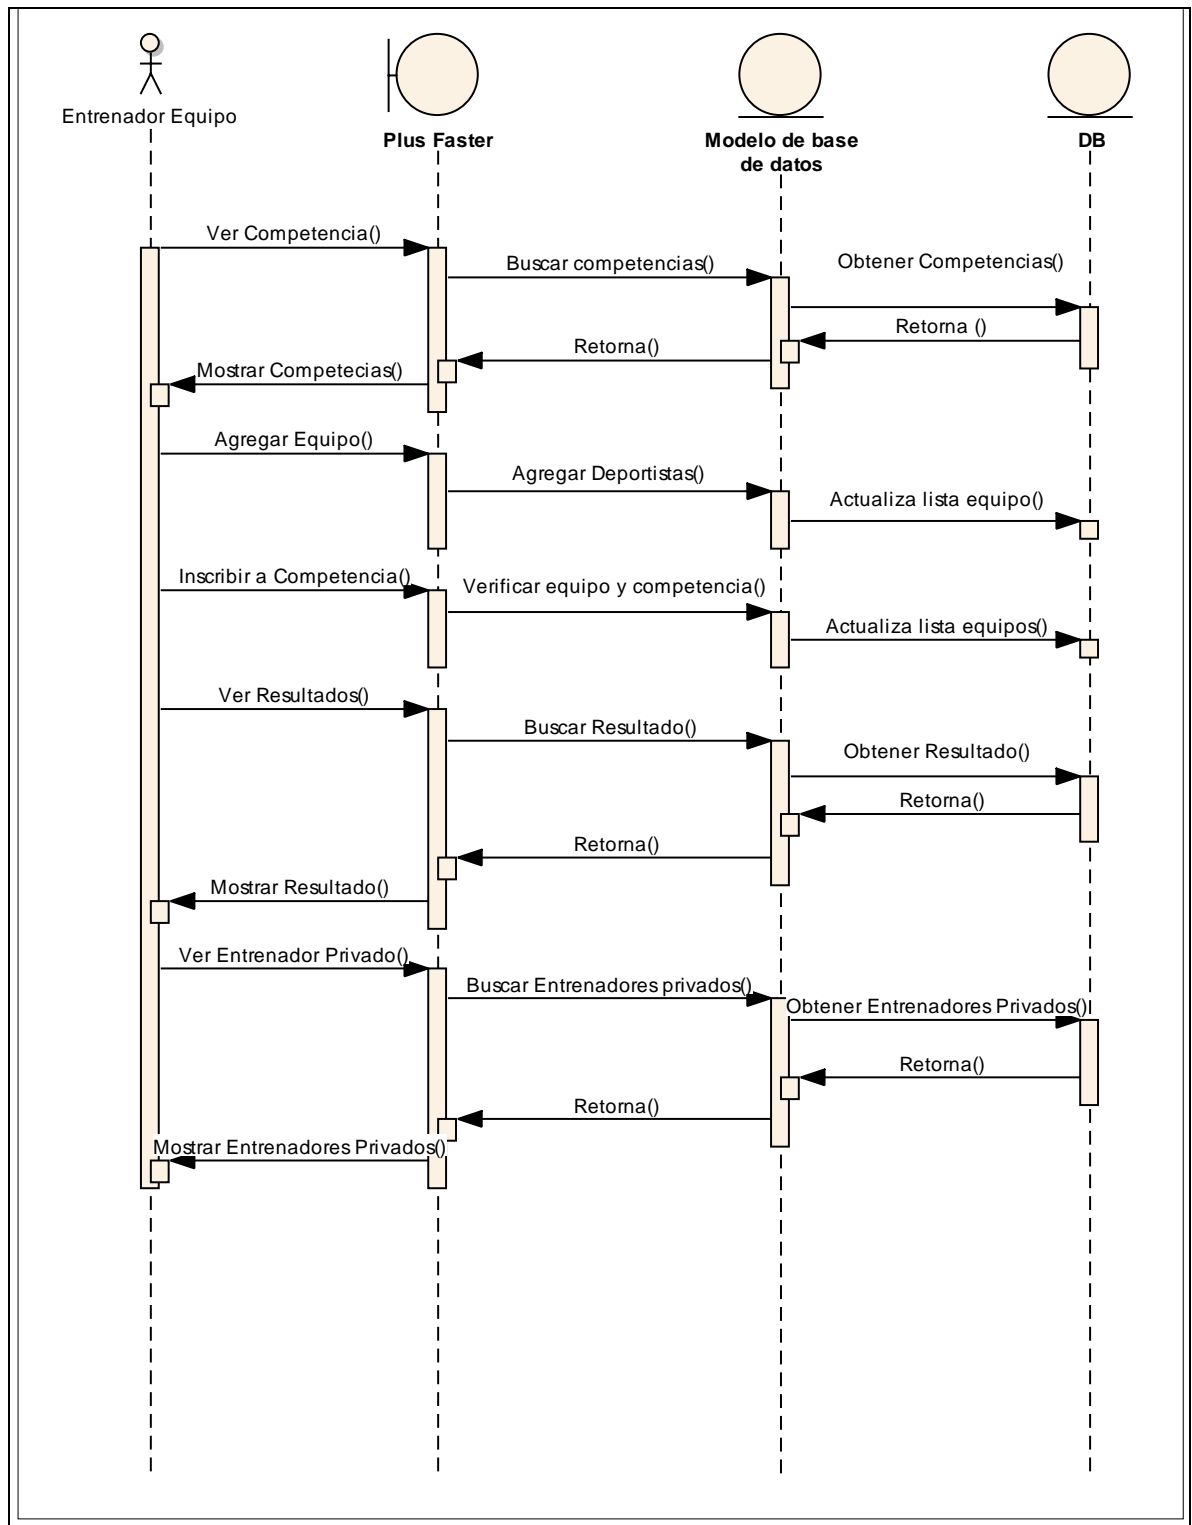 Entrenador Equipo
Plus Faster
Modelo de base
de datos
DB
Ver Competencia()
Buscar competencias()
Obtener Competencias()
Retorna ()
Retorna()
Mostrar Competecias()
Agregar Equipo()
Agregar Deportistas()
Actualiza lista equipo()
Inscribir a Competencia()
Verificar equipo y competencia()
Actualiza lista equipos()
Ver Resultados()
Buscar Resultado()
Obtener Resultado()
Retorna()
Retorna()
Mostrar Resultado()
Ver Entrenador Privado()
Buscar Entrenadores privados()
Obtener Entrenadores Privados()
Retorna()
Retorna()
Mostrar Entrenadores Privados()